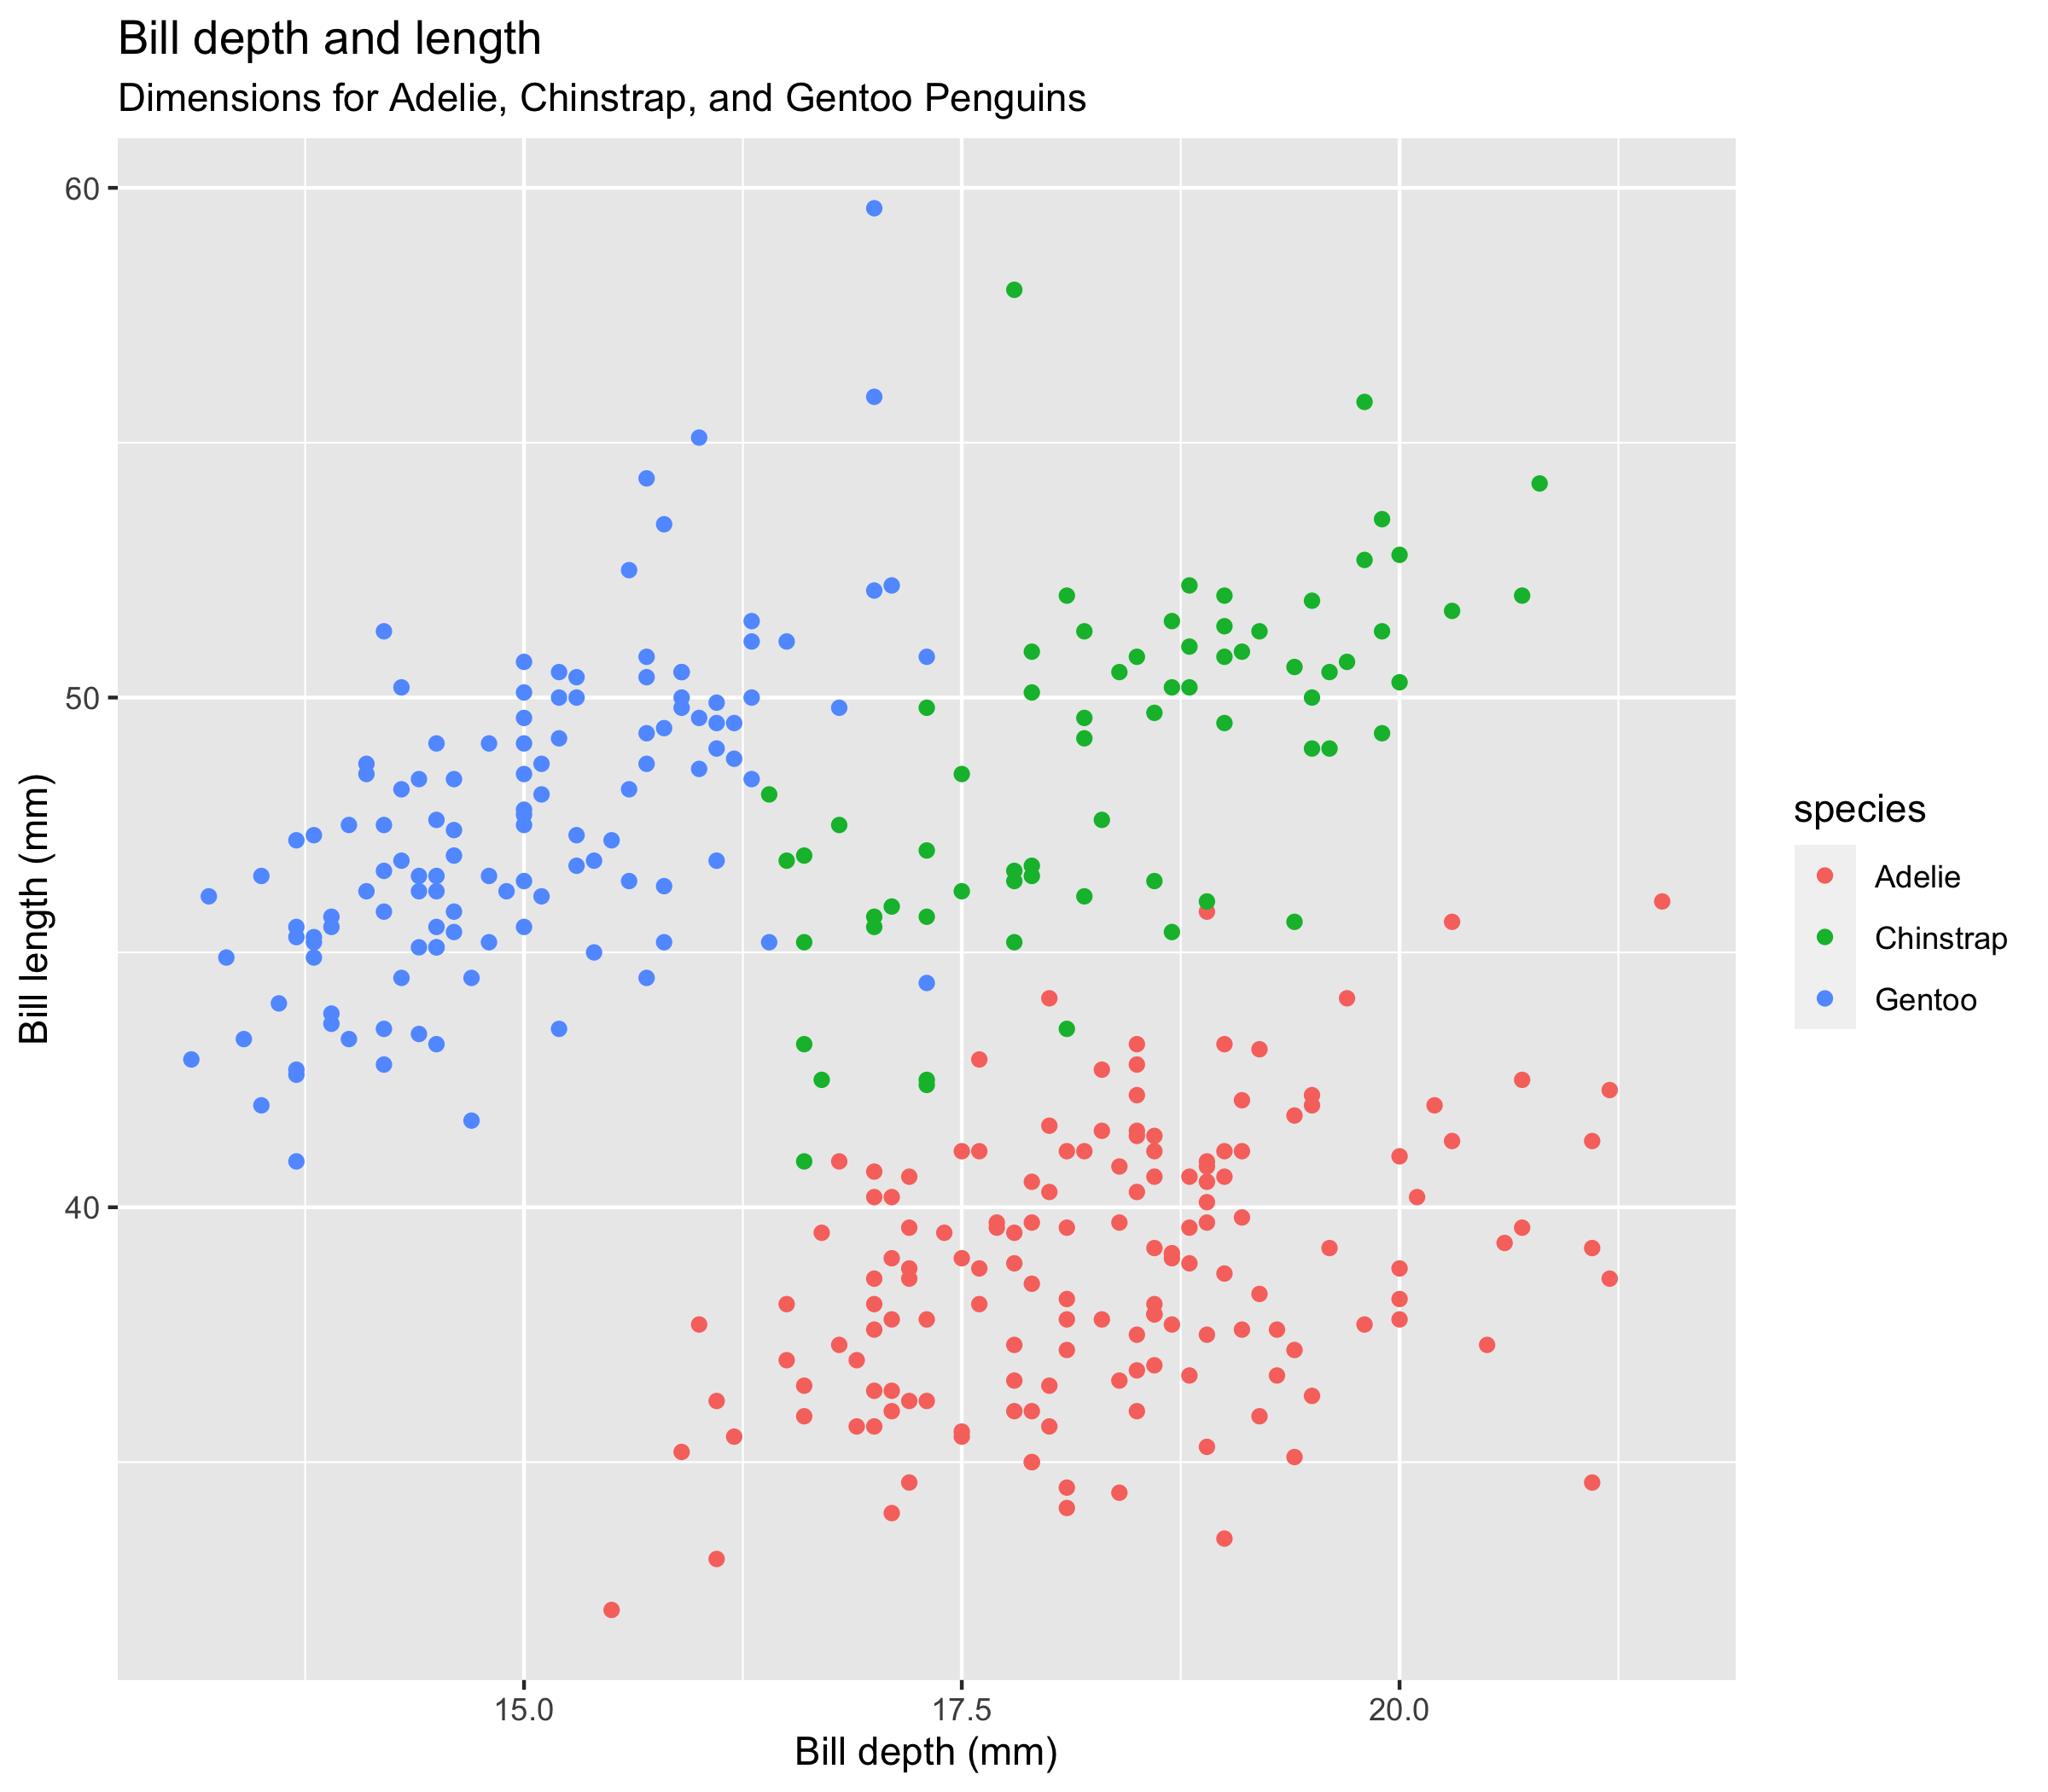 Bill depth and length
Dimensions for Adelie, Chinstrap, and Gentoo Penguins
60
50
40
Bill length (mm)
15.0 17.5 20.0
Bill depth (mm)
species
Adelie
Chinstrap
Gentoo